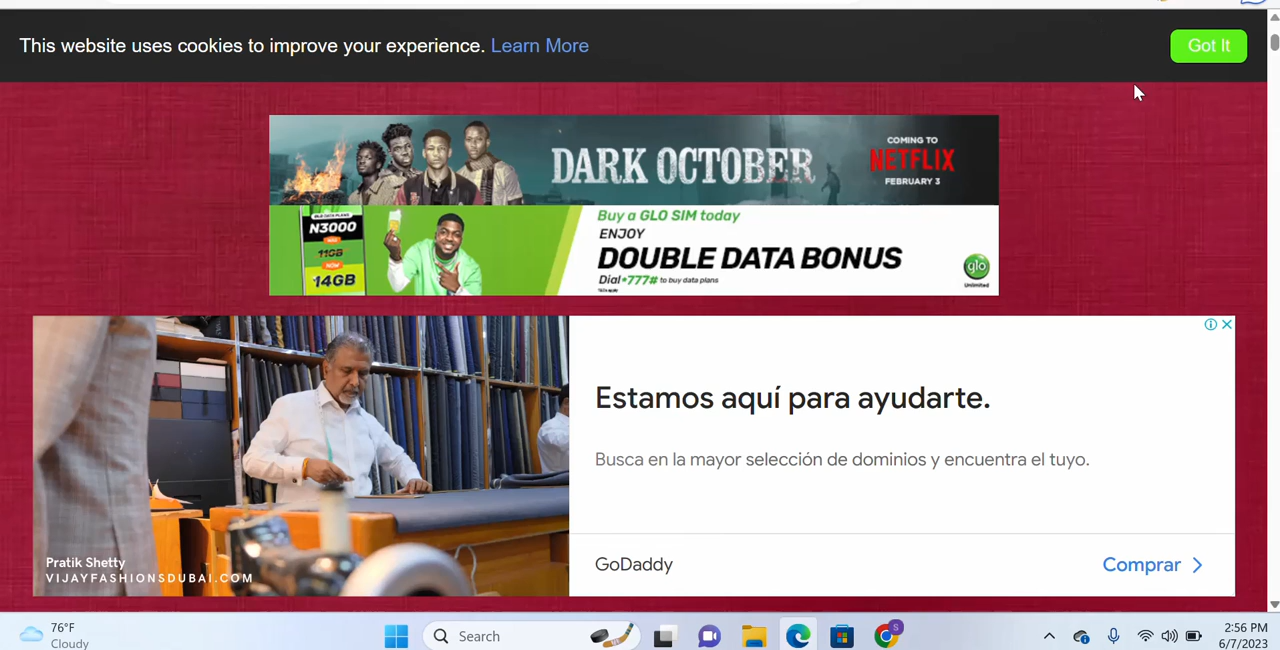 This website uses cookies to improve your experience. Learn More
Got It
DARK OCTOBER
COMING TO
NETFLIX
FEBRUARY 3
N3000
11GB
NOW
14GB
Buy a GLO SIM today
ENJOY
DOUBLE DATA BONUS
Dial *777# to buy data plans
glo
Unlimited
Estamos aquí para ayudarte.
Busca en la mayor selección de dominios y encuentra el tuyo.
Pratik Shetty
VIJAYFASHIONSDUBAI.COM
GoDaddy
Comprar
76°F
Cloudy
Search
S
2:56 PM
6/7/2023